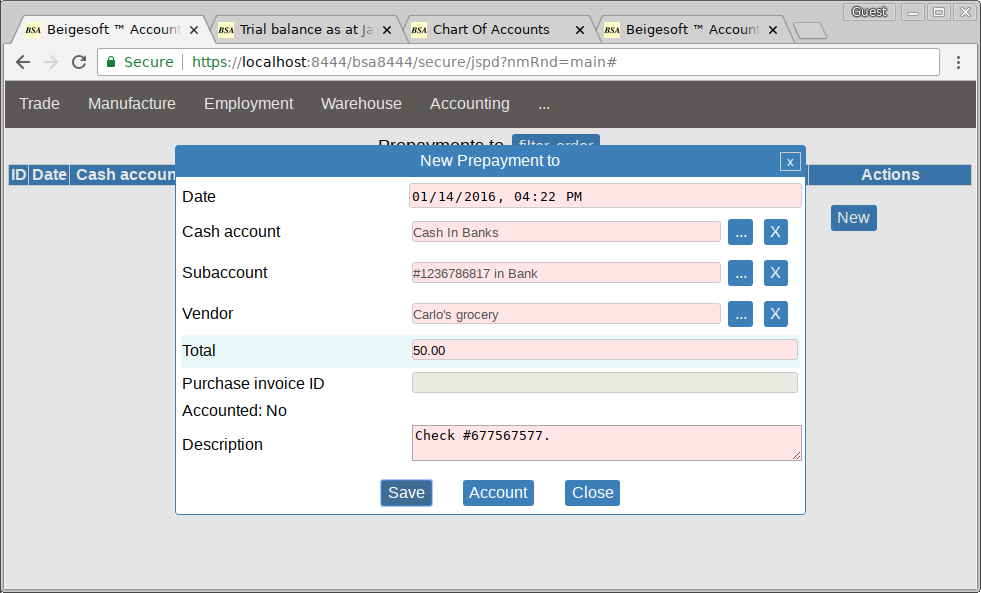 Guest
BSA Beigesoft ™ Account
BSA Trial balance as at Ja
BSA Chart Of Accounts
BSA Beigesoft ™ Account
Secure https://localhost:8444/bsa8444/secure/jspd?nmRnd=main#
Trade Manufacture Employment Warehouse Accounting ...
Prepayments to filter, order
New Prepayment to x
ID Date Cash accoun Actions
Date 01/14/2016, 04:22 PM
New
Cash account Cash In Banks ... X
Subaccount #1236786817 in Bank ... X
Vendor Carlo's grocery ... X
Total 50.00
Purchase invoice ID
Accounted: No
Description Check #677567577.
Save Account Close